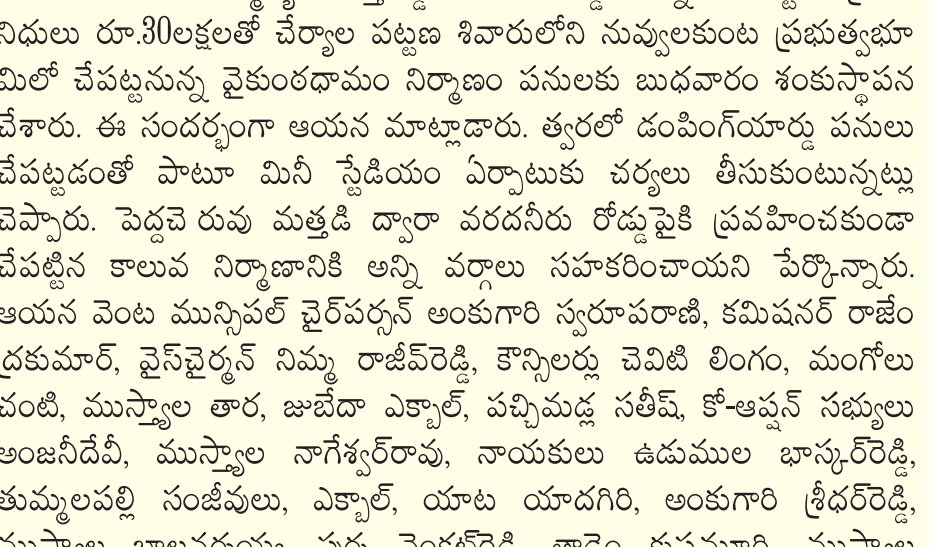 నిధులు రూ.30లక్షలతో చేర్యాల పట్టణ శివారులోని నువ్వులకుంట ప్రభుత్వభూ
మిలో చేపట్టనున్న వైకుంఠధామం నిర్మాణం పనులకు బుధవారం శంకుస్థాపన
చేశారు. ఈ సందర్భంగా ఆయన మాట్లాడారు. త్వరలో డంపింగ్‌యార్డు పనులు
చేపట్టడంతో పాటూ మినీ స్టేడియం ఏర్పాటుకు చర్యలు తీసుకుంటున్నట్లు
చెప్పారు. పెద్దచె రువు మత్తడి ద్వారా వరదనీరు రోడ్డుపైకి ప్రవహించకుండా
చేపట్టిన కాలువ నిర్మాణానికి అన్ని వర్గాలు సహకరించాయని పేర్కొన్నారు.
ఆయన వెంట మున్సిపల్ చైర్‌పర్సన్ అంకుగారి స్వరూపరాణి, కమిషనర్ రాజేం
ద్రకుమార్, వైస్‌చైర్మన్ నిమ్మ రాజీవ్‌రెడ్డి, కౌన్సిలర్లు చెవిటి లింగం, మంగోలు
చంటి, ముస్త్యాల తార, జుబేదా ఎక్బాల్, పచ్చిమడ్ల సతీష్, కో-ఆప్షన్ సభ్యులు
అంజనీదేవీ, ముస్త్యాల నాగేశ్వర్‌రావు, నాయకులు ఉడుముల భాస్కర్‌రెడ్డి,
తుమ్మలపల్లి సంజీవులు, ఎక్బాల్, యాట యాదగిరి, అంకుగారి శ్రీధర్‌రెడ్డి,